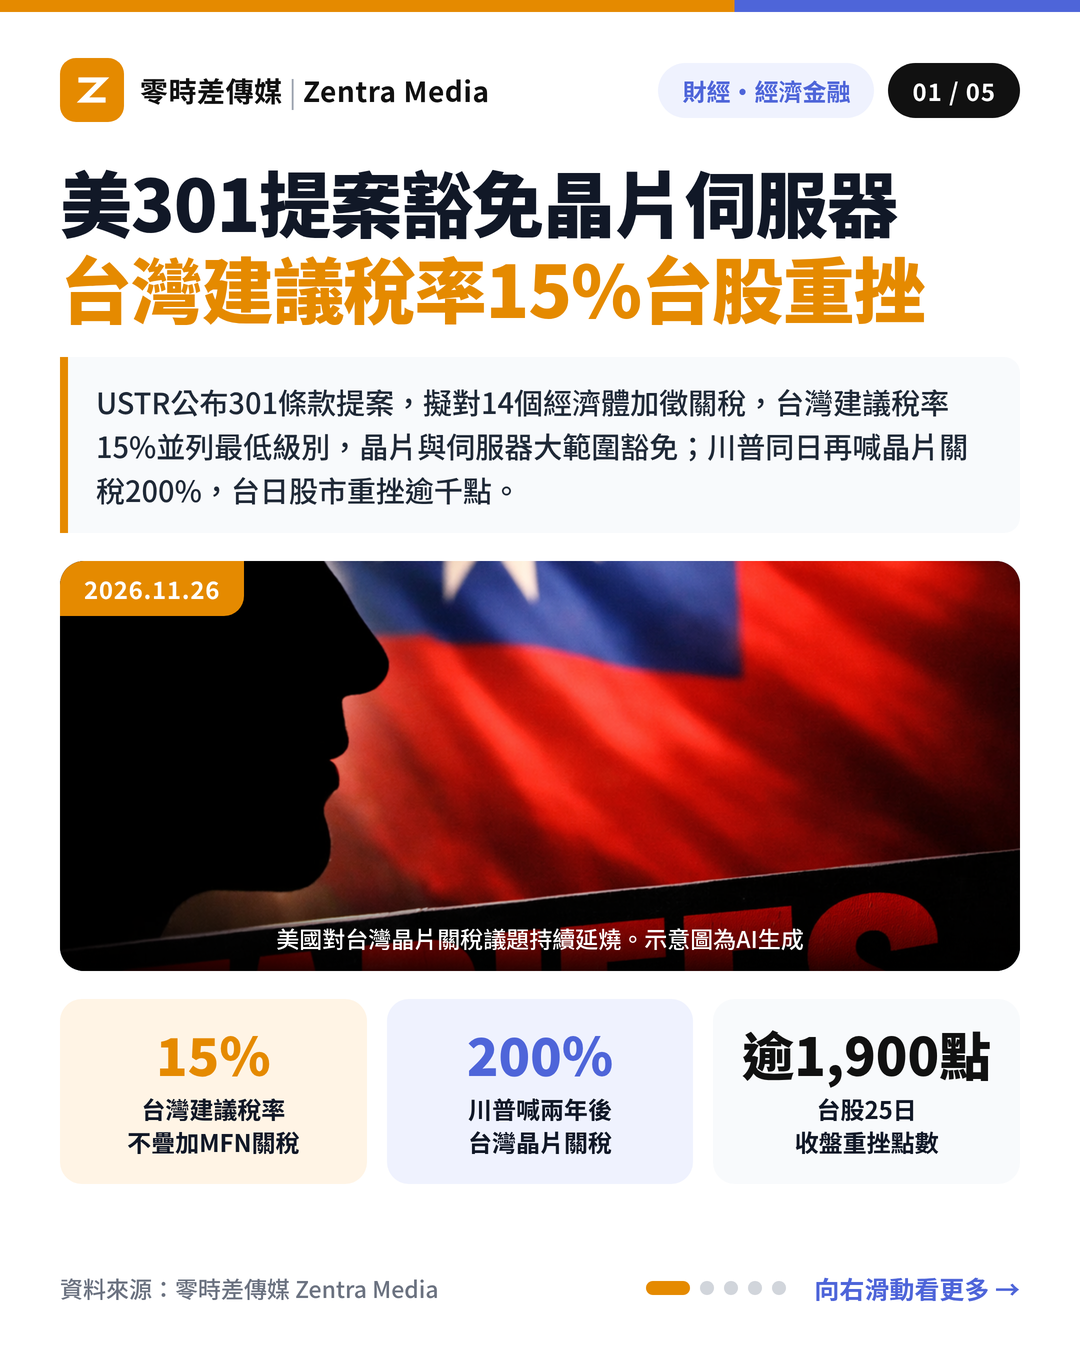 零時差傳媒 | Zentra Media
財經・經濟金融
01 / 05
美301提案豁免晶片伺服器
台灣建議稅率15%台股重挫
USTR公布301條款提案，擬對14個經濟體加徵關稅，台灣建議稅率
15%並列最低級別，晶片與伺服器大範圍豁免；川普同日再喊晶片關
稅200%，台日股市重挫逾千點。
2026.11.26
美國對台灣晶片關稅議題持續延燒。示意圖為AI生成
15%
台灣建議稅率
不疊加MFN關稅
200%
川普喊兩年後
台灣晶片關稅
逾1,900點
台股25日
收盤重挫點數
資料來源：零時差傳媒 Zentra Media
向右滑動看更多 →